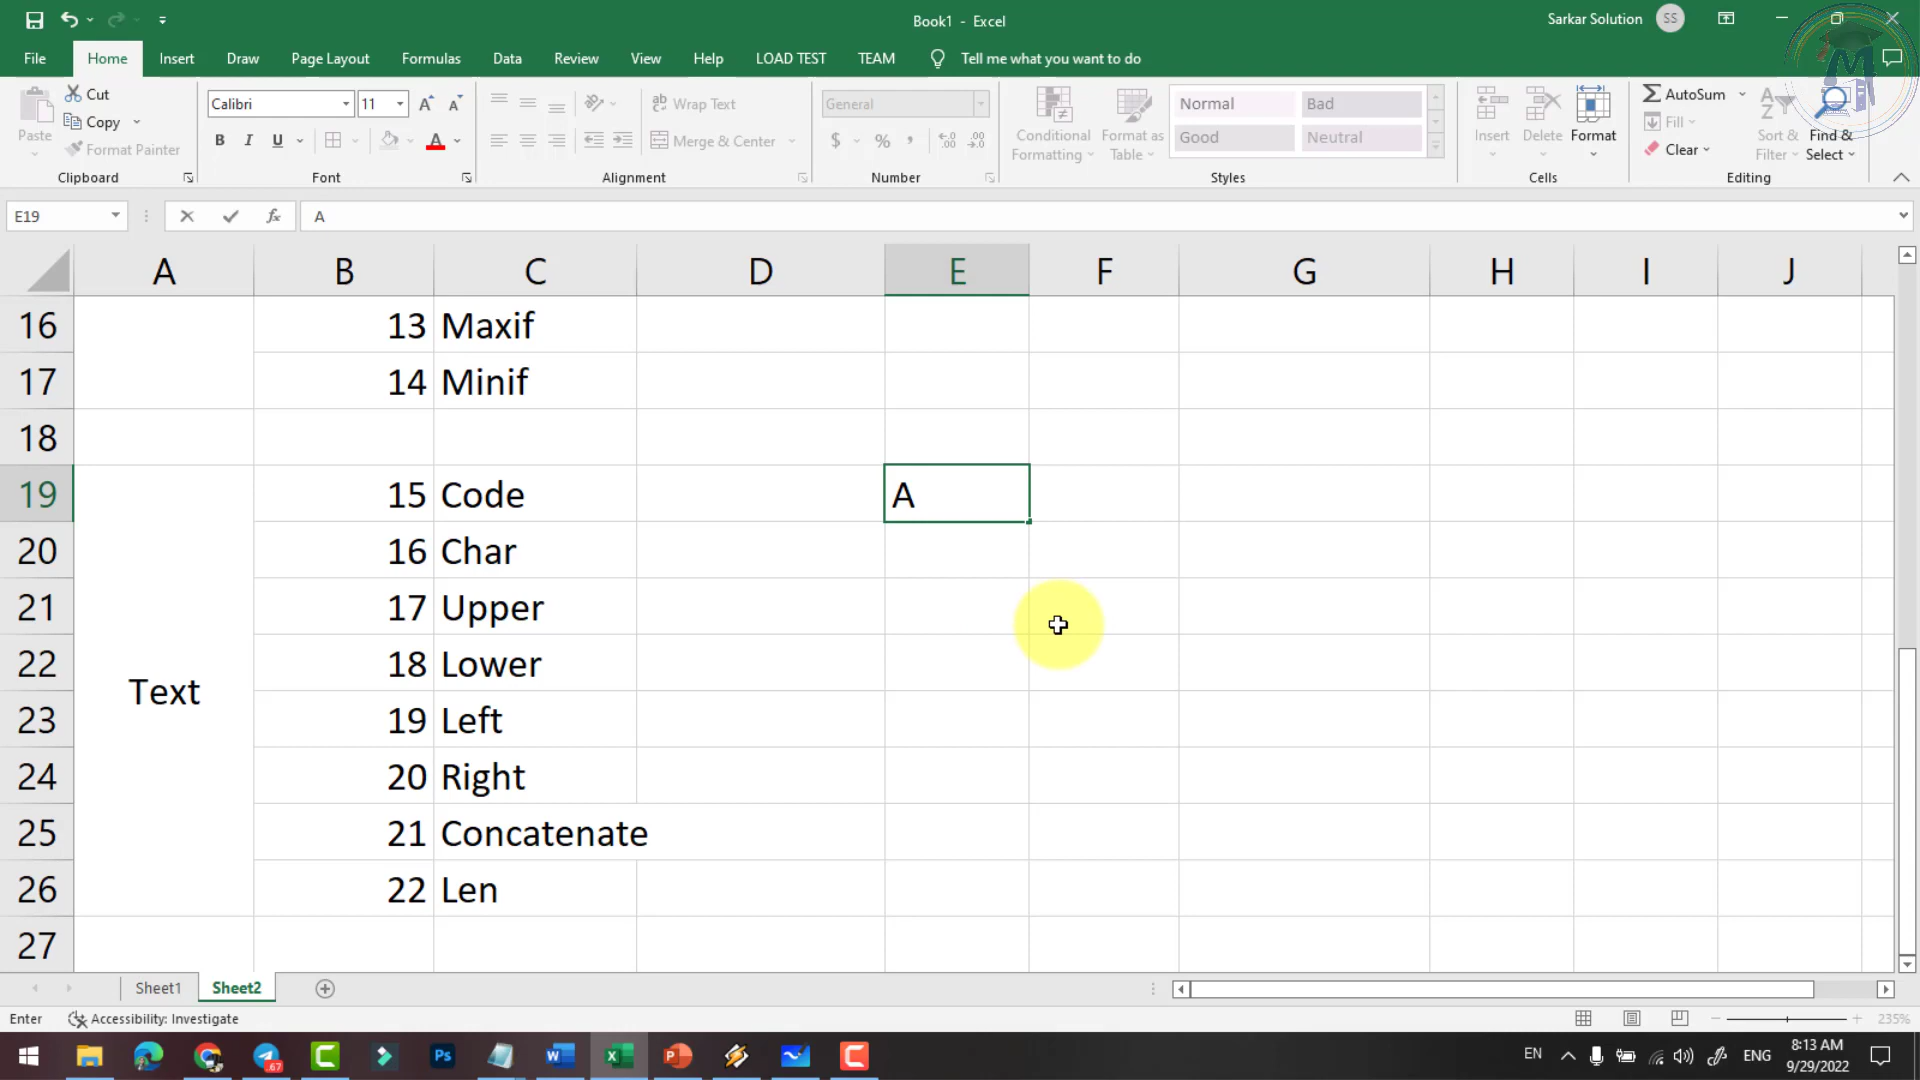 Book1 - Excel
Sarkar Solution SS
File Home Insert Draw Page Layout Formulas Data Review View Help LOAD TEST TEAM Tell me what you want to do
Paste
Cut
Copy
Format Painter
Clipboard
Calibri 11
B I U A
Font
ab Wrap Text
Merge & Center
Alignment
General
$ % ,
Number
Conditional Formatting
Format as Table
Normal Bad
Good Neutral
Styles
Insert Delete Format
Cells
AutoSum
Fill
Clear
Sort & Filter
Find & Select
Editing
E19 fx A
A B C D E F G H I J
16 13 Maxif
17 14 Minif
18
19 15 Code A
20 16 Char
21 17 Upper
22 18 Lower
Text
23 19 Left
24 20 Right
25 21 Concatenate
26 22 Len
27
Sheet1 Sheet2
Enter Accessibility: Investigate 235%
EN ENG 8:13 AM
9/29/2022